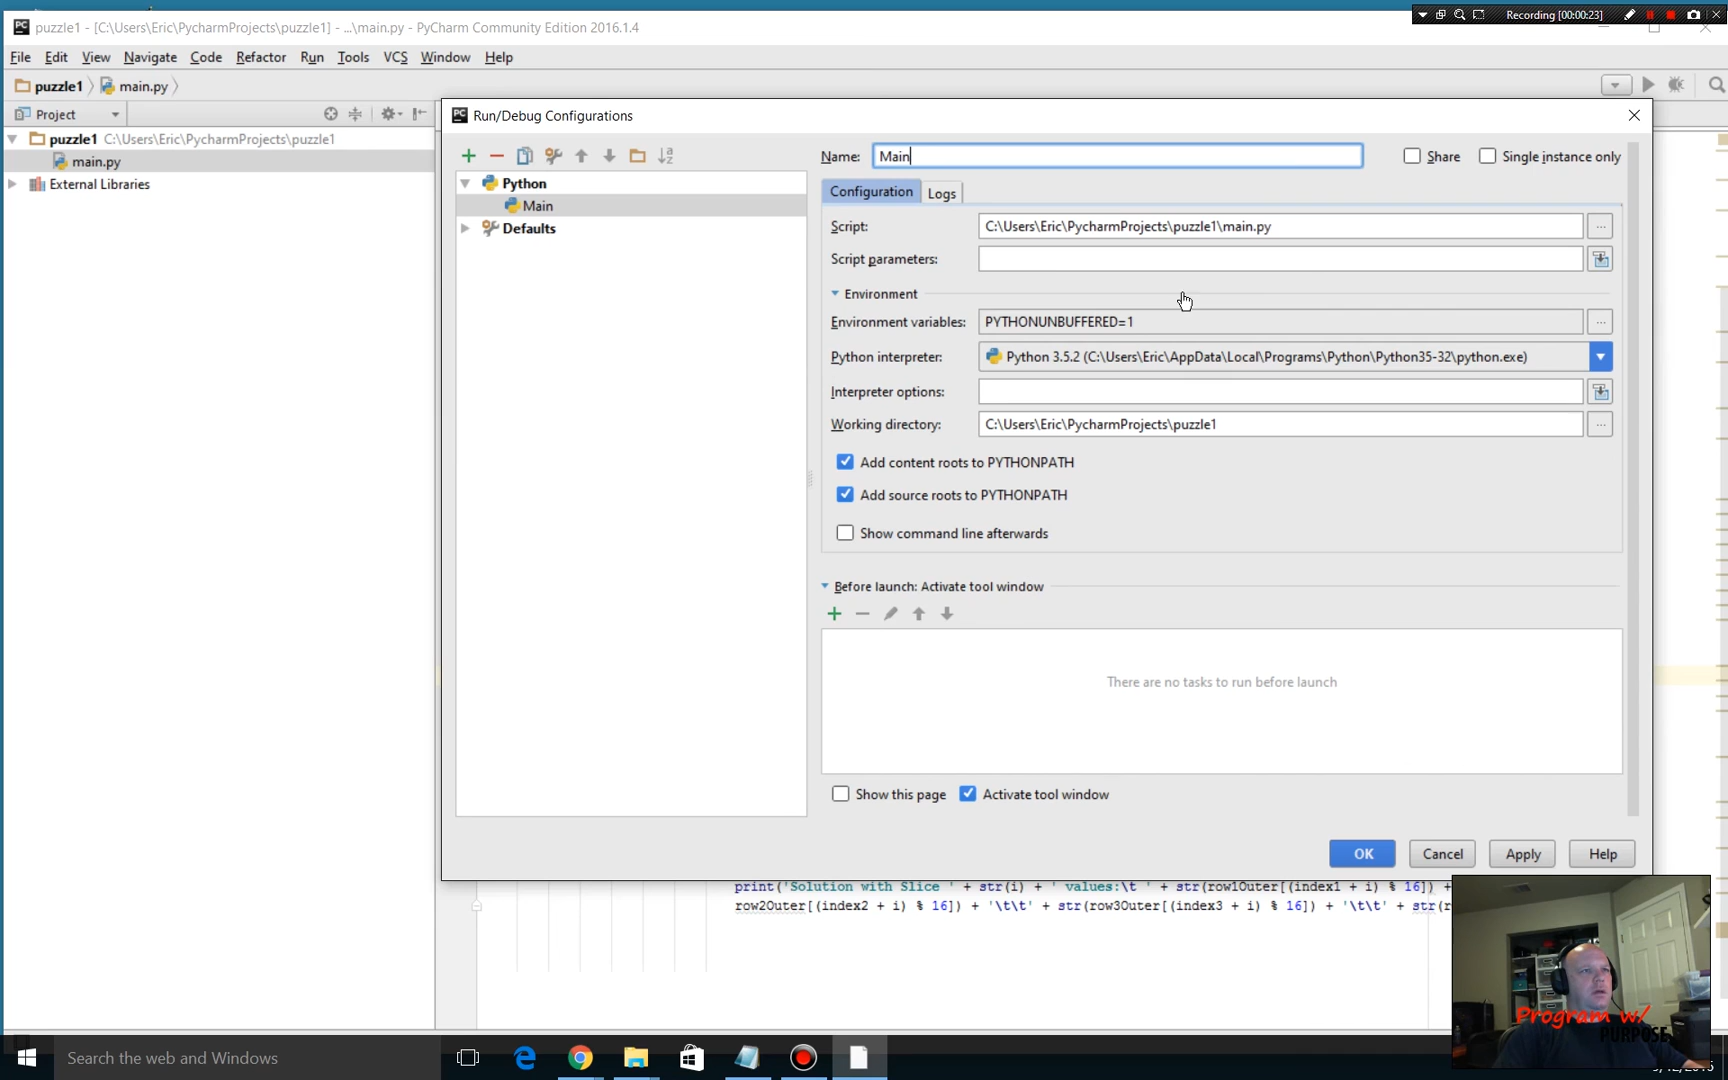 Recording [00:00:23]
puzzle1 - [C:\Users\Eric\PycharmProjects\puzzle1] - ...\main.py - PyCharm Community Edition 2016.1.4
File Edit View Navigate Code Refactor Run Tools VCS Window Help
puzzle1 main.py
Project
puzzle1 C:\Users\Eric\PycharmProjects\puzzle1
main.py
External Libraries
Run/Debug Configurations
Python
Main
Defaults
Name: Main
Share Single instance only
Configuration Logs
Script: C:\Users\Eric\PycharmProjects\puzzle1\main.py
Script parameters:
Environment
Environment variables: PYTHONUNBUFFERED=1
Python interpreter: Python 3.5.2 (C:\Users\Eric\AppData\Local\Programs\Python\Python35-32\python.exe)
Interpreter options:
Working directory: C:\Users\Eric\PycharmProjects\puzzle1
Add content roots to PYTHONPATH
Add source roots to PYTHONPATH
Show command line afterwards
Before launch: Activate tool window
There are no tasks to run before launch
Show this page Activate tool window
OK Cancel Apply Help
print('Solution with Slice ' + str(i) + ' values:\t ' + str(row1Outer[(index1 + i) % 16]) +
row2Outer[(index2 + i) % 16]) + '\t\t' + str(row3Outer[(index3 + i) % 16]) + '\t\t' + str(r
Program w/
PURPOSE
Search the web and Windows